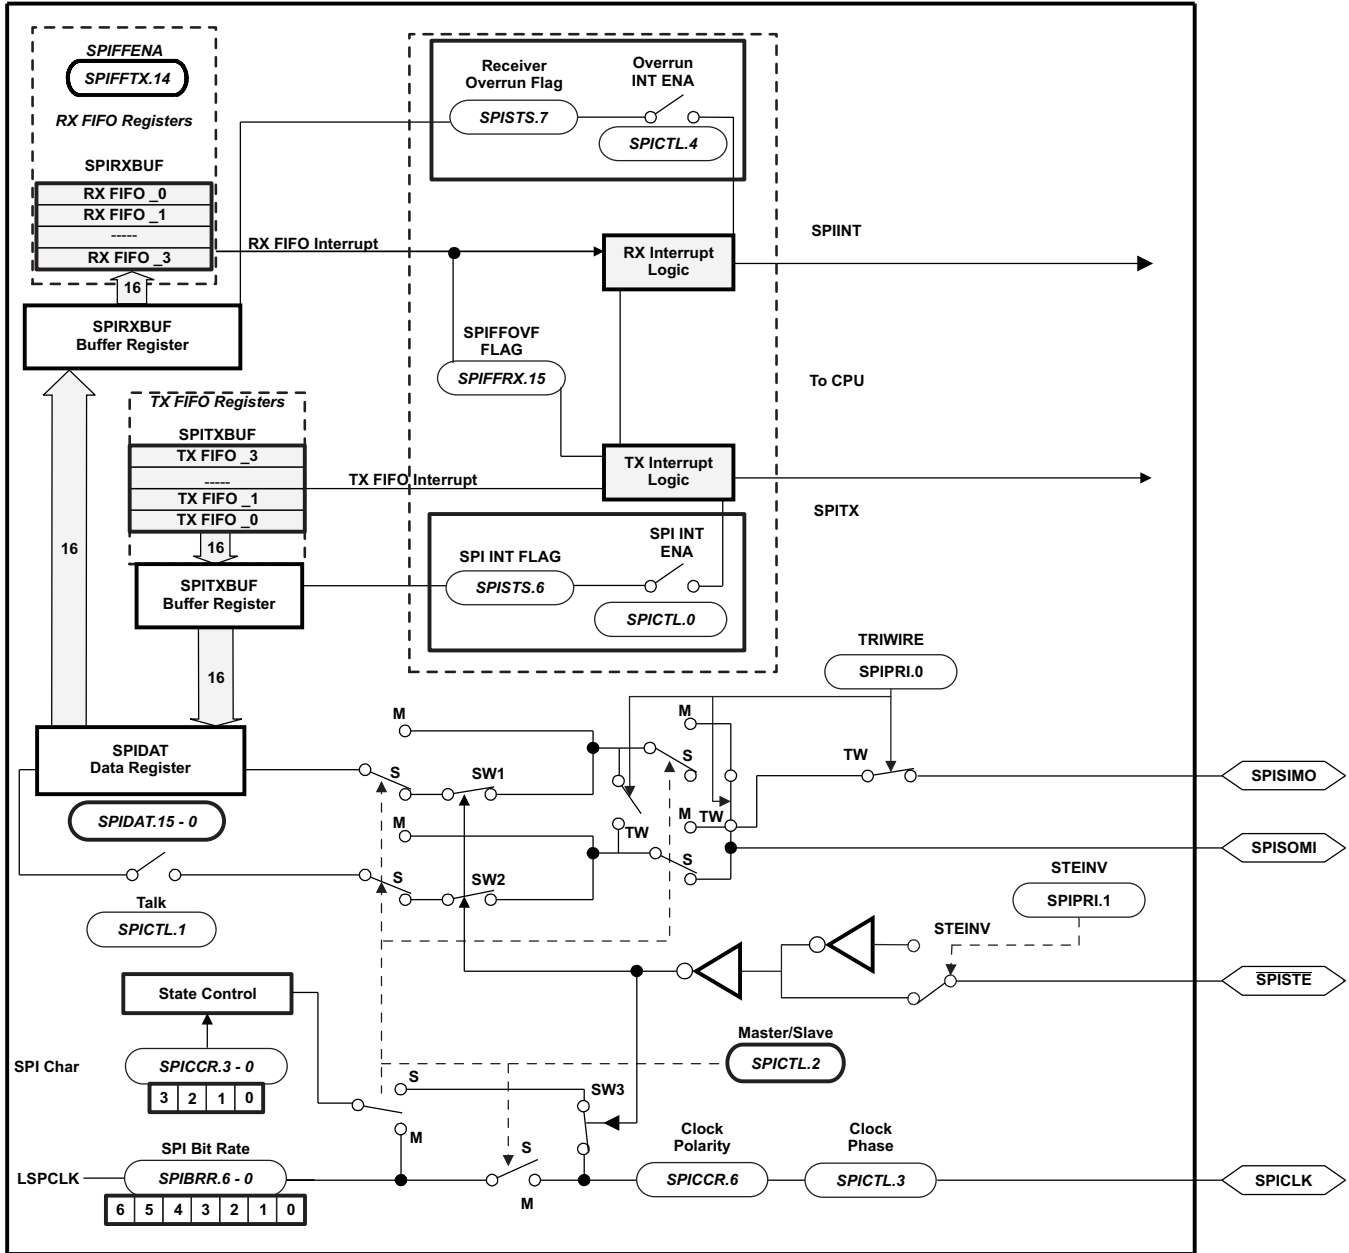 SPIFFENA
SPIFFTX.14
RX FIFO Registers
SPIRXBUF
RX FIFO _0
RX FIFO _1
-----
RX FIFO _3
16
SPIRXBUF
Buffer Register
RX FIFO Interrupt
Receiver
Overrun Flag
SPISTS.7
Overrun
INT ENA
SPICTL.4
RX Interrupt
Logic
SPIINT
SPIFFOVF
FLAG
SPIFFRX.15
To CPU
TX FIFO Registers
SPITXBUF
TX FIFO _3
-----
TX FIFO _1
TX FIFO _0
16
TX FIFO Interrupt
TX Interrupt
Logic
SPITX
16
SPITXBUF
Buffer Register
SPI INT FLAG
SPISTS.6
SPI INT
ENA
SPICTL.0
16
TRIWIRE
SPIPRI.0
SPIDAT
Data Register
SPIDAT.15 - 0
M
S
SW1
M
S
TW
SPISIMO
M
S
SW2
TW
M
TW
S
SPISOMI
Talk
SPICTL.1
STEINV
SPIPRI.1
STEINV
SPISTE
State Control
Master/Slave
SPICTL.2
SPI Char
SPICCR.3 - 0
3 2 1 0
S
M
SW3
SPI Bit Rate
LSPCLK
SPIBRR.6 - 0
6 5 4 3 2 1 0
S
M
Clock
Polarity
SPICCR.6
Clock
Phase
SPICTL.3
SPICLK